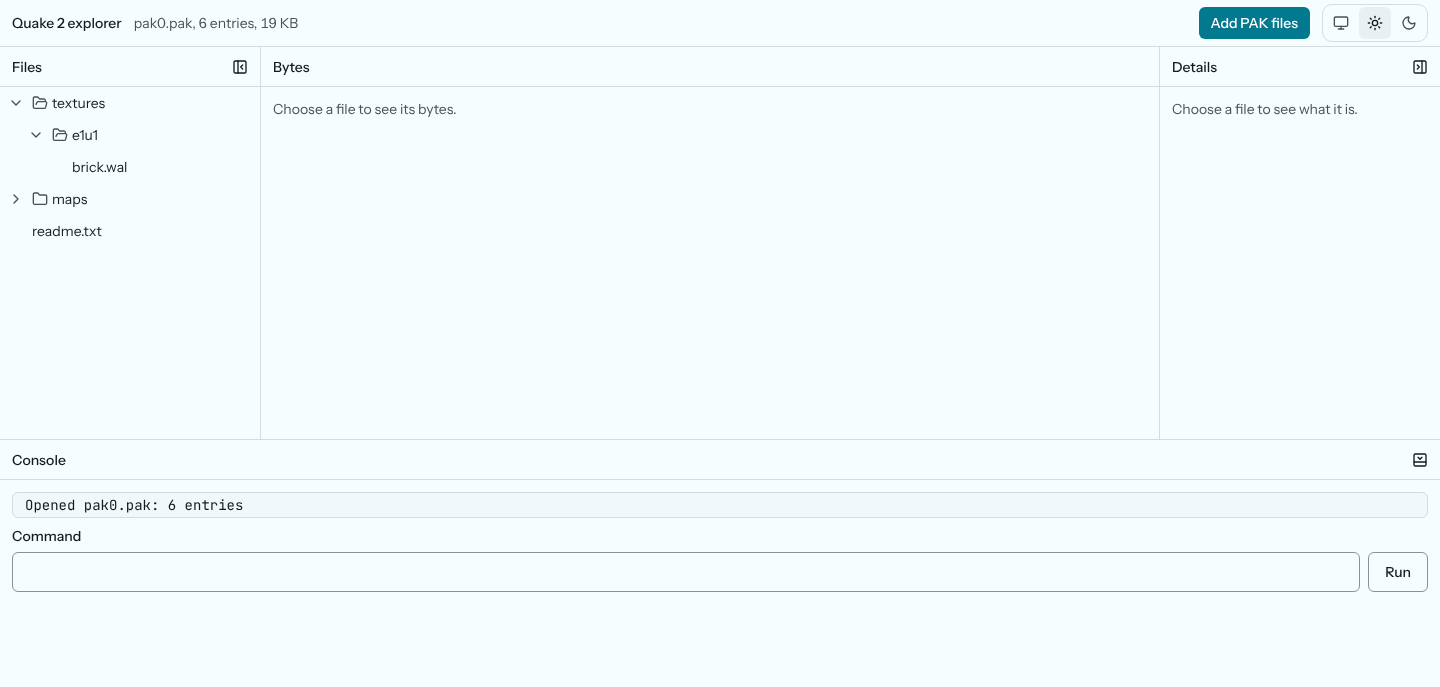 Quake 2 explorer pak0.pak, 6 entries, 19 KB Add PAK files
Files
Bytes
Details
textures
e1u1
brick.wal
maps
readme.txt
Choose a file to see its bytes.
Choose a file to see what it is.
Console
Opened pak0.pak: 6 entries
Command
Run